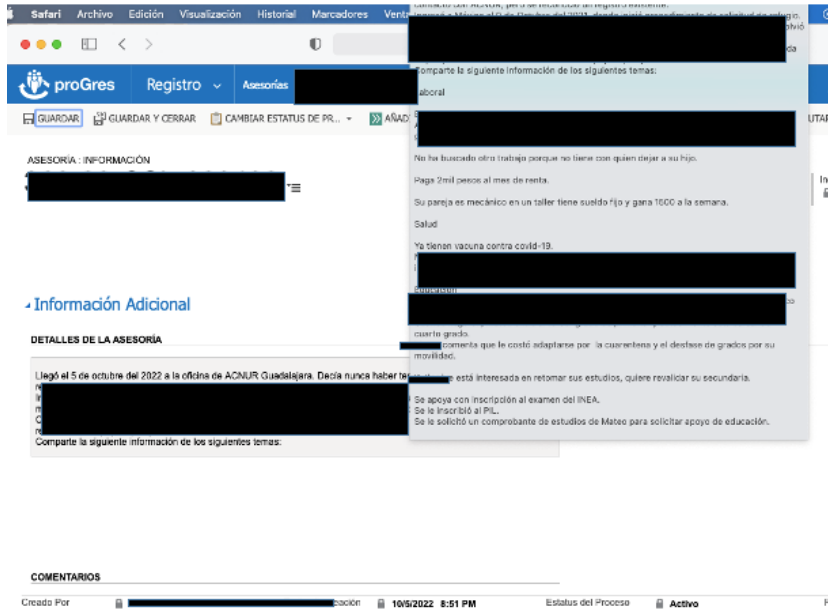 Safari Archivo Edición Visualización Historial Marcadores
proGres Registro Asesorías
GUARDAR GUARDAR Y CERRAR CAMBIAR ESTATUS DE PR...
ASESORÍA : INFORMACIÓN
Información Adicional
DETALLES DE LA ASESORÍA
Llegó el 5 de octubre del 2022 a la oficina de ACNUR Guadalajara. Decía nunca haber
Comparte la siguiente información de los siguientes temas:
COMENTARIOS
Creado Por
10/5/2022 8:51 PM
Estatus del Proceso
Activo
Comparte la siguiente información de los siguientes temas:
No ha buscado otro trabajo porque no tiene con quien dejar a su hijo.
Paga 2mil pesos al mes de renta.
Su pareja es mecánico en un taller tiene sueldo fijo y gana 1600 a la semana.
Salud
Ya tienen vacuna contra covid-19.
cuarto grado.
comenta que le costó adaptarse por la cuarentena y el desfase de grados por su
movilidad.
está interesada en retomar sus estudios, quiere revalidar su secundaria.
Se apoya con inscripción al examen del INEA.
Se le inscribió al PIL.
Se le solicitó un comprobante de estudios de Mateo para solicitar apoyo de educación.